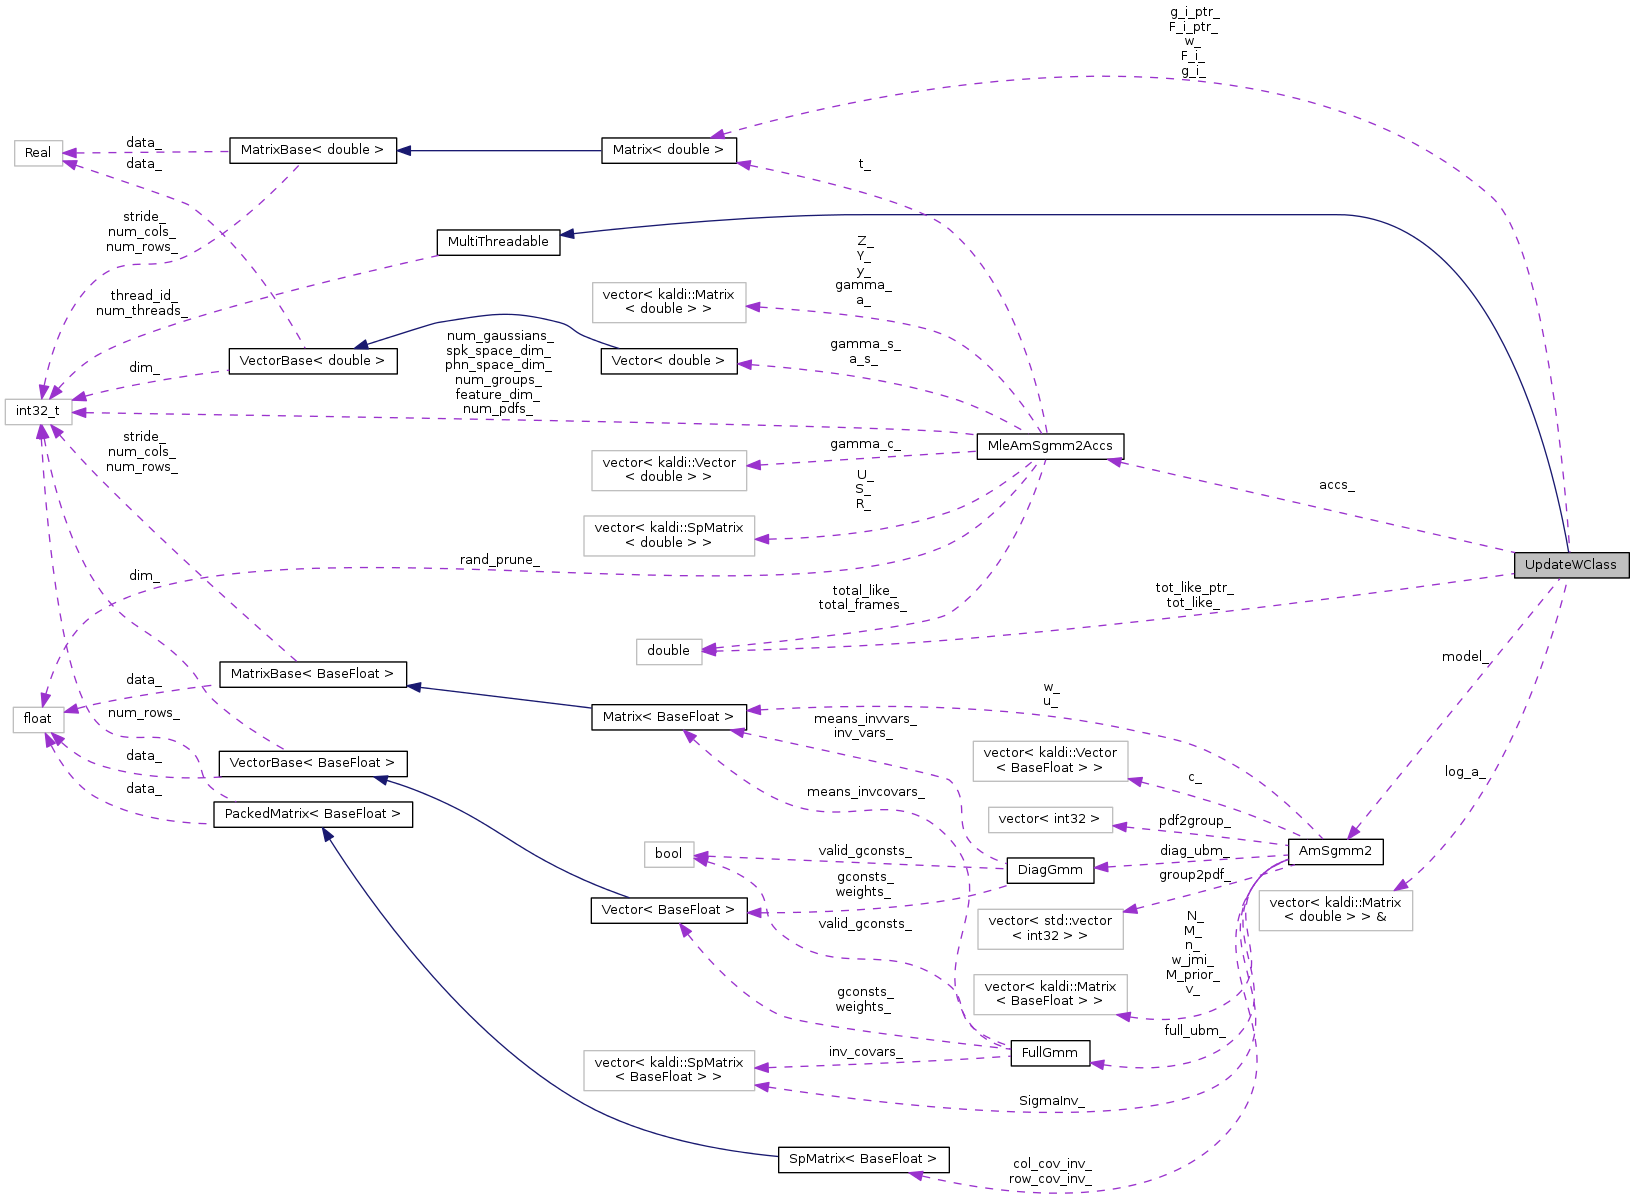 g_i_ptr_
F_i_ptr_
w_
F_i_
g_i_
Real
data_
data_
MatrixBase< double >
Matrix< double >
t_
stride_
num_cols_
num_rows_
MultiThreadable
Z_
Y_
y_
gamma_
a_
thread_id_
num_threads_
vector< kaldi::Matrix
< double > >
num_gaussians_
spk_space_dim_
phn_space_dim_
num_groups_
feature_dim_
num_pdfs_
VectorBase< double >
Vector< double >
gamma_s_
a_s_
dim_
int32_t
stride_
num_cols_
num_rows_
gamma_c_
MleAmSgmm2Accs
vector< kaldi::Vector
< double > >
U_
S_
R_
accs_
vector< kaldi::SpMatrix
< double > >
rand_prune_
UpdateWClass
dim_
total_like_
total_frames_
tot_like_ptr_
tot_like_
double
model_
MatrixBase< BaseFloat >
data_
w_
u_
num_rows_
float
Matrix< BaseFloat >
means_invvars_
inv_vars_
vector< kaldi::Vector
< BaseFloat > >
c_
log_a_
data_
VectorBase< BaseFloat >
data_
means_invcovars_
PackedMatrix< BaseFloat >
vector< int32 >
pdf2group_
AmSgmm2
bool
valid_gconsts_
DiagGmm
diag_ubm_
group2pdf_
gconsts_
weights_
Vector< BaseFloat >
valid_gconsts_
vector< std::vector
< int32 > >
vector< kaldi::Matrix
< double > > &
N_
M_
n_
w_jmi_
M_prior_
v_
vector< kaldi::Matrix
< BaseFloat > >
gconsts_
weights_
full_ubm_
vector< kaldi::SpMatrix
< BaseFloat > >
inv_covars_
FullGmm
SigmaInv_
SpMatrix< BaseFloat >
col_cov_inv_
row_cov_inv_